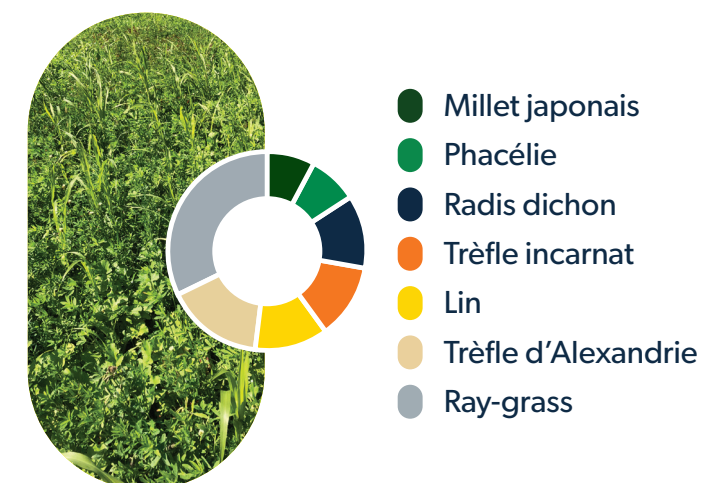 Millet japonais
Phacélie
Radis dichon
Trèfle incarnat
Lin
Trèfle d’Alexandrie
Ray-grass